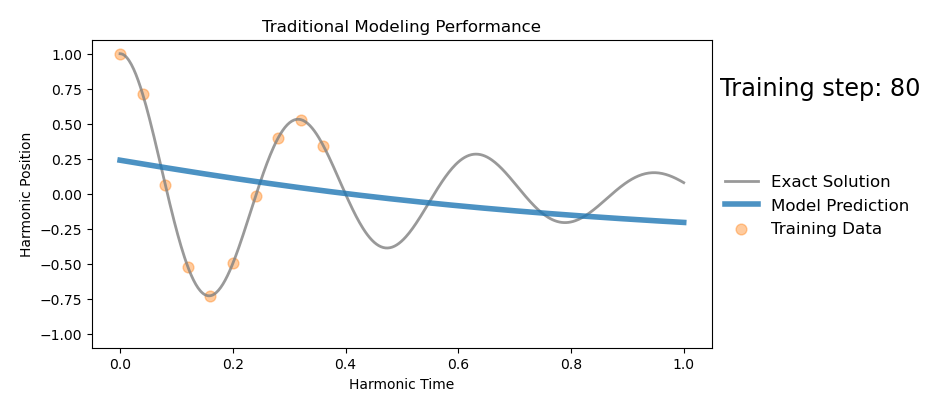 Traditional Modeling Performance
Training step: 80
1.00
0.75
0.50
0.25
0.00
−0.25
−0.50
−0.75
−1.00
Harmonic Position
0.0
0.2
0.4
0.6
0.8
1.0
Harmonic Time
Exact Solution
Model Prediction
Training Data